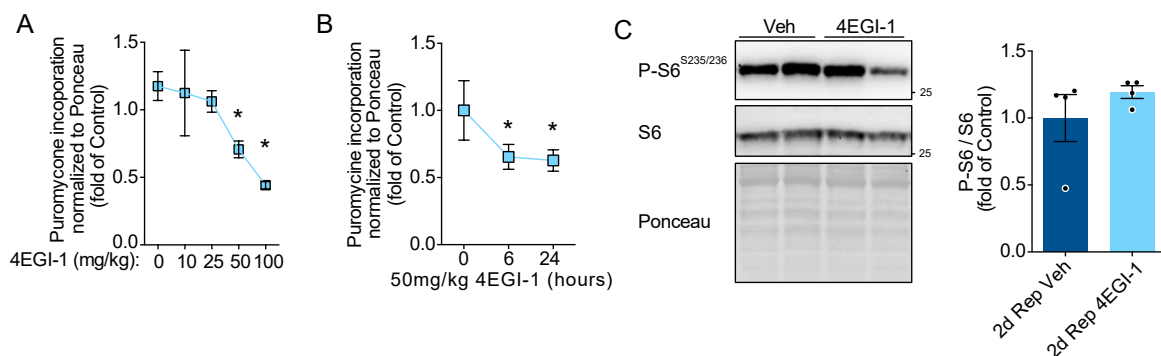 A
Puromycine incoporation
normalized to Ponceau
(fold of Control)
1.5
1.0
0.5
0.0
*
*
4EGI-1 (mg/kg): 0 10 25 50 100
B
Puromycine incoporation
normalized to Ponceau
(fold of Control)
1.5
1.0
0.5
0.0
*
*
0 6 24
50mg/kg 4EGI-1 (hours)
C
Veh 4EGI-1
P-S6S235/236
25
S6
25
Ponceau
P-S6 / S6
(fold of Control)
1.5
1.0
0.5
0.0
2d Rep Veh
2d Rep 4EGI-1